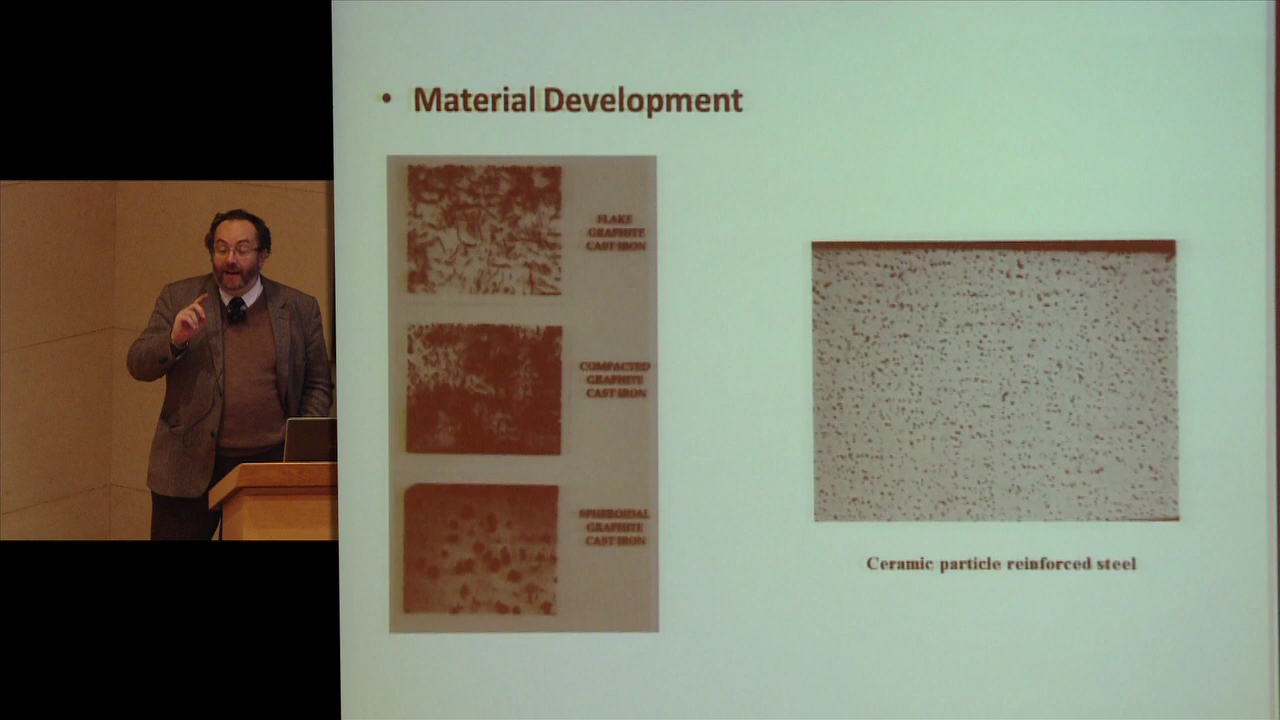 • Material Development
FLAKE
GRAPHITE
CAST IRON
COMPACTED
GRAPHITE
CAST IRON
SPHEROIDAL
GRAPHITE
CAST IRON
Ceramic particle reinforced steel